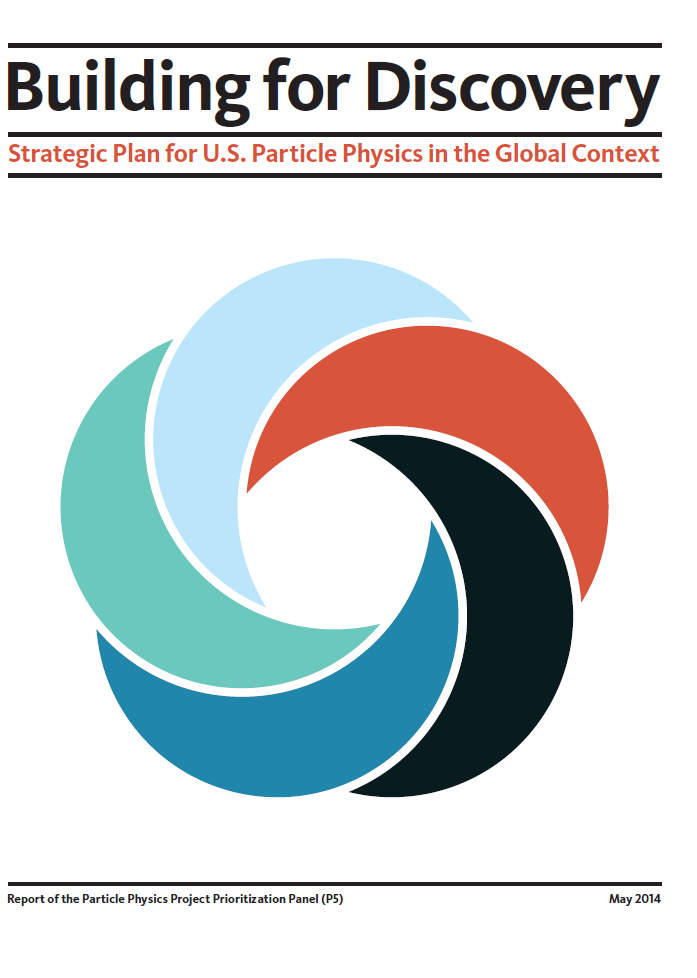 Building for Discovery
Strategic Plan for U.S. Particle Physics in the Global Context
Report of the Particle Physics Project Prioritization Panel (P5)
May 2014